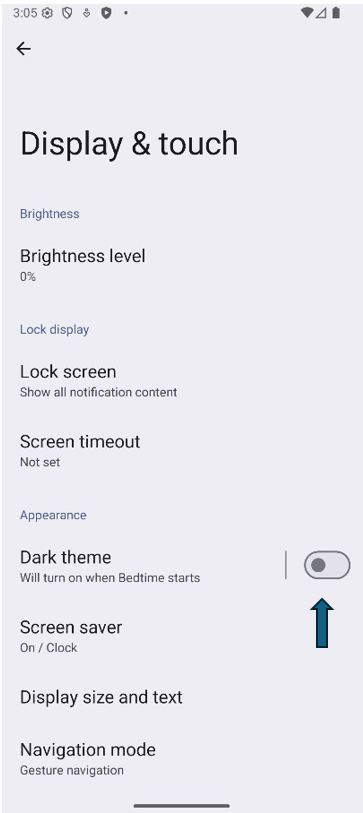 3:05
Display & touch
Brightness
Brightness level
0%
Lock display
Lock screen
Show all notification content
Screen timeout
Not set
Appearance
Dark theme
Will turn on when Bedtime starts
Screen saver
On / Clock
Display size and text
Navigation mode
Gesture navigation